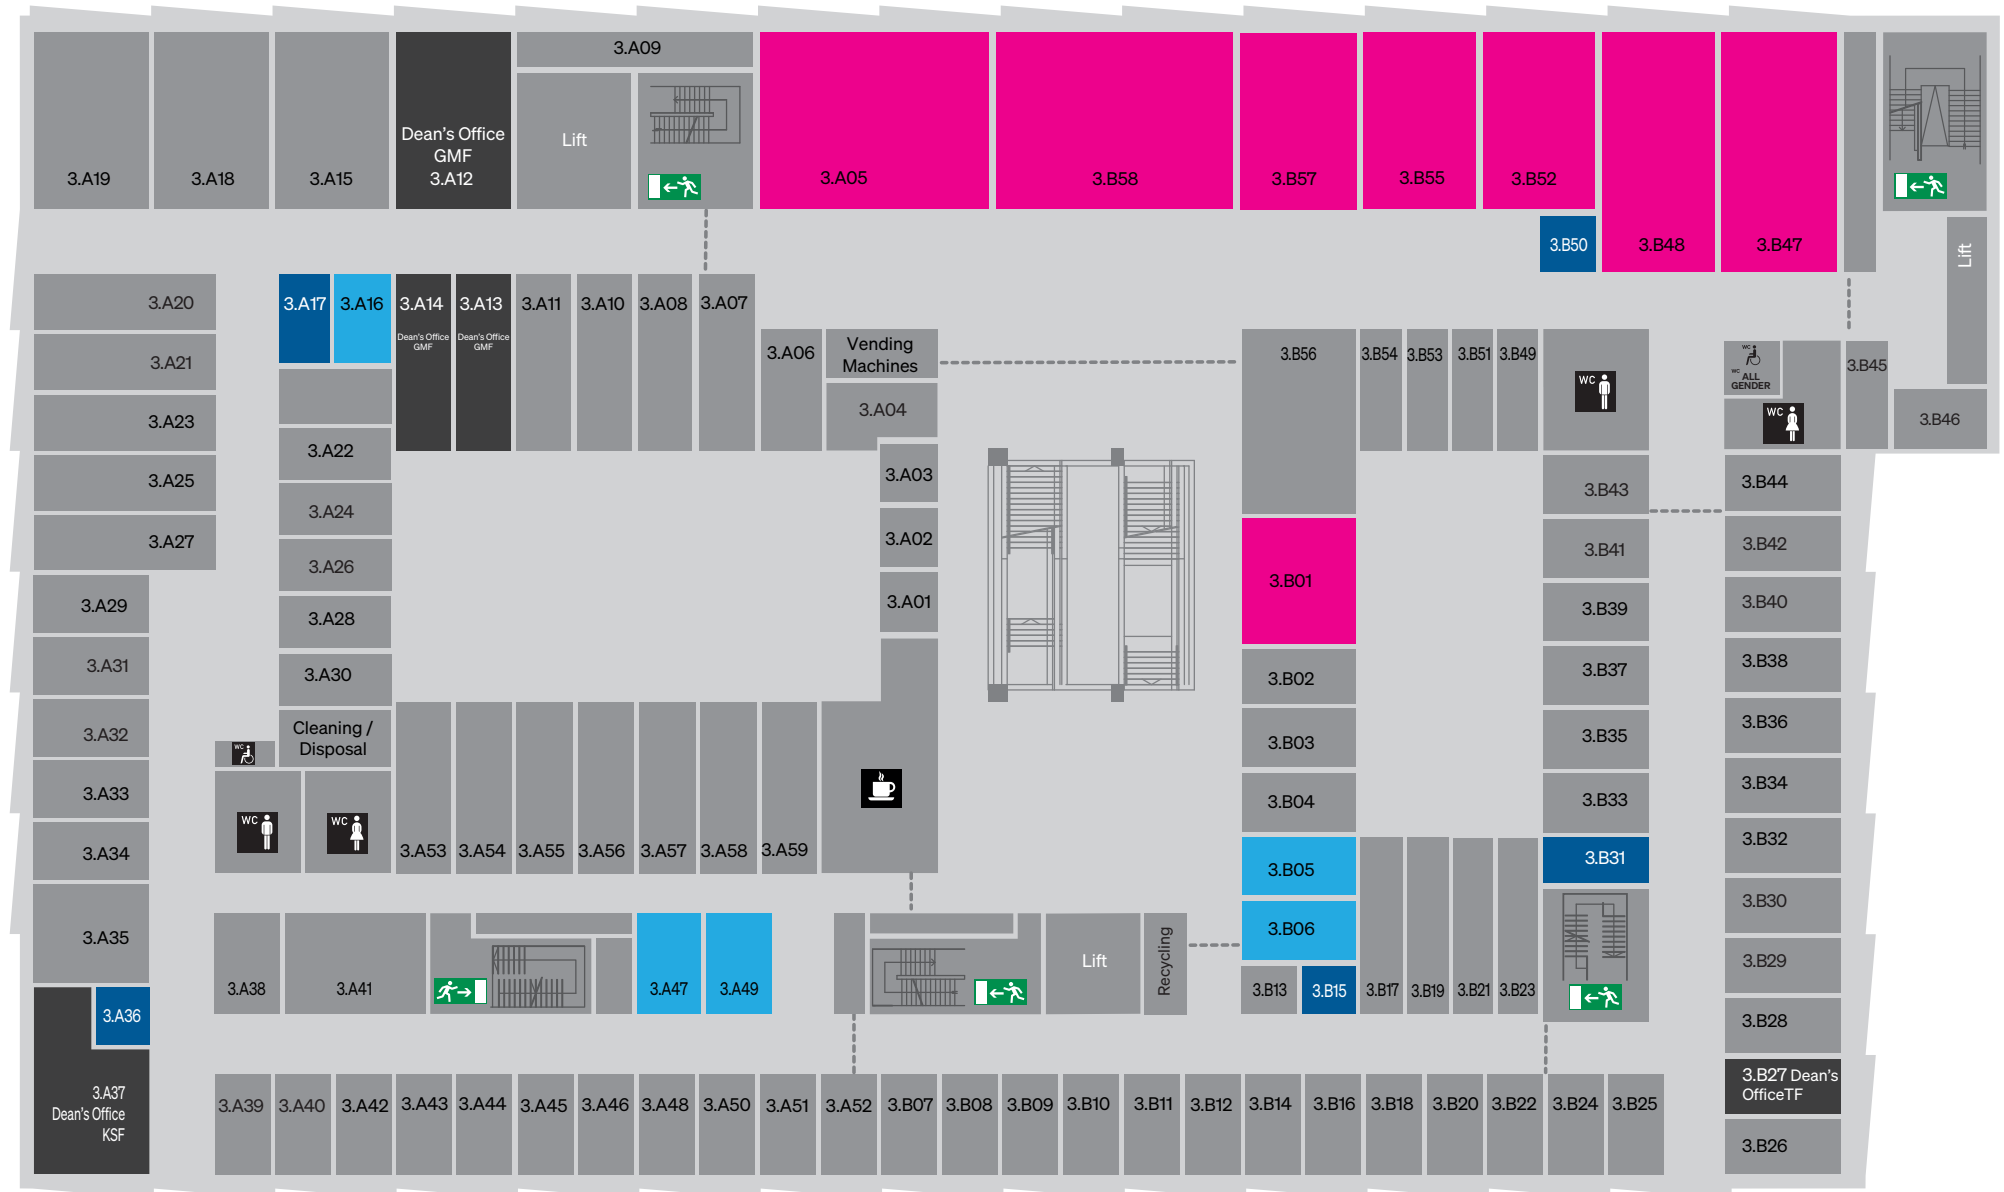 3.A09
Dean's Office
GMF
3.A12
Lift
3.A19
3.A18
3.A15
3.A05
3.B58
3.B57
3.B55
3.B52
3.B50
3.B48
3.B47
Lift
3.A20
3.A17
3.A16
3.A14
Dean's Office
GMF
3.A13
Dean's Office
GMF
3.A11
3.A10
3.A08
3.A07
3.A06
Vending
Machines
3.A04
3.B56
3.B54
3.B53
3.B51
3.B49
WC
WC
WC
ALL
GENDER
WC
3.B45
3.B46
3.A21
3.A23
3.A25
3.A27
3.A22
3.A24
3.A26
3.A28
3.A30
Cleaning /
Disposal
3.A03
3.A02
3.A01
3.B01
3.B02
3.B03
3.B04
3.B05
3.B06
3.B43
3.B41
3.B39
3.B37
3.B35
3.B33
3.B31
3.B44
3.B42
3.B40
3.B38
3.B36
3.B34
3.B32
3.B30
3.B29
3.B28
3.B27 Dean's
OfficeTF
3.B26
3.A29
3.A31
3.A32
3.A33
3.A34
3.A35
3.A36
3.A37
Dean's Office
KSF
WC
WC
WC
3.A53
3.A54
3.A55
3.A56
3.A57
3.A58
3.A59
3.A38
3.A41
3.A47
3.A49
Lift
Recycling
3.B13
3.B15
3.B17
3.B19
3.B21
3.B23
3.A39
3.A40
3.A42
3.A43
3.A44
3.A45
3.A46
3.A48
3.A50
3.A51
3.A52
3.B07
3.B08
3.B09
3.B10
3.B11
3.B12
3.B14
3.B16
3.B18
3.B20
3.B22
3.B24
3.B25